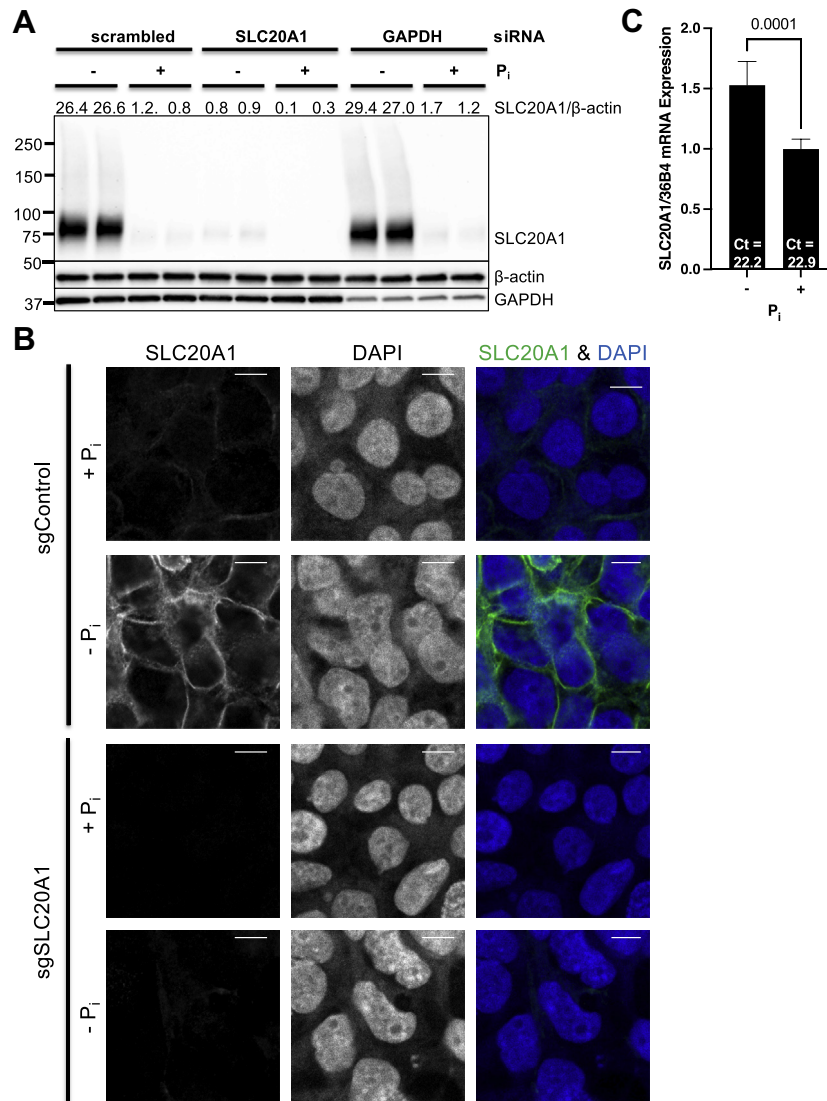 A
scrambled SLC20A1 GAPDH siRNA
- + - + - + Pi
26.4 26.6 1.2. 0.8 0.8 0.9 0.1 0.3 29.4 27.0 1.7 1.2 SLC20A1/β-actin
250
150
100
75 SLC20A1
50
β-actin
37 GAPDH
C
0.0001
SLC20A1/36B4 mRNA Expression
2.0
1.5
1.0
0.5
0.0
Ct = 22.2
Ct = 22.9
- +
Pi
B
SLC20A1 DAPI SLC20A1 & DAPI
sgControl
+ Pi
- Pi
sgSLC20A1
+ Pi
- Pi